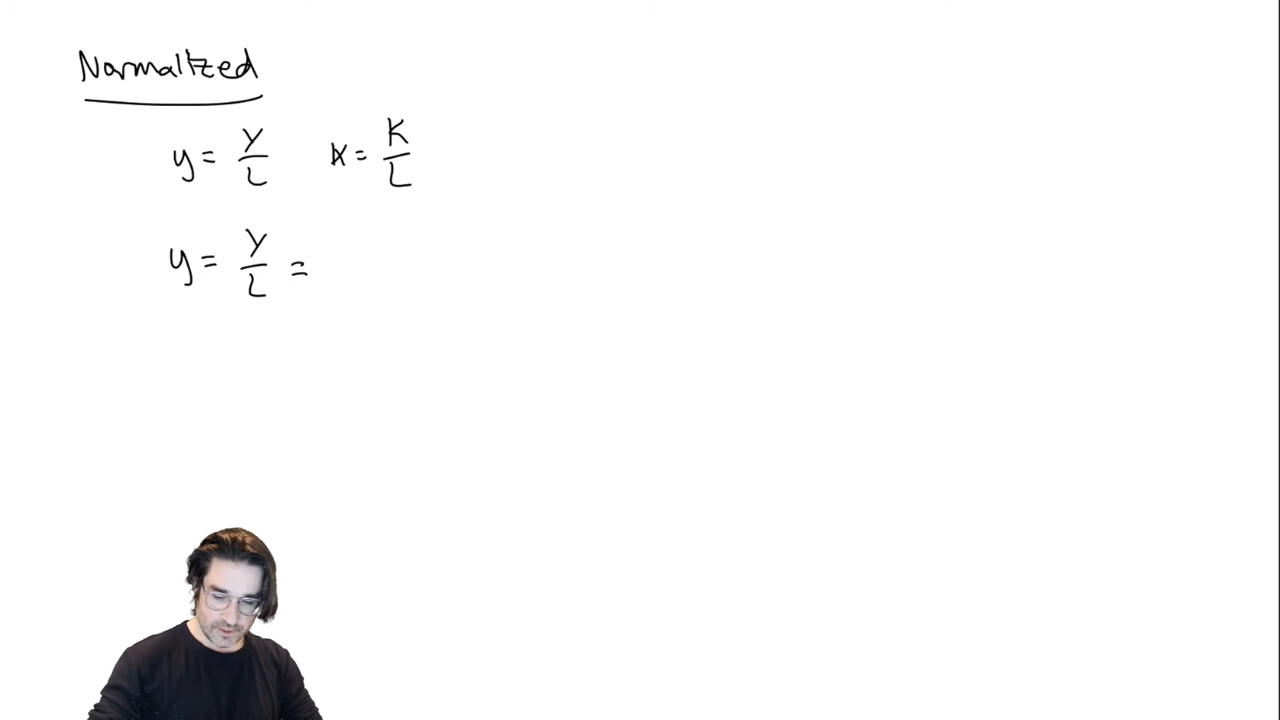 Normalized
y = Y/L k = K/L
y = Y/L =